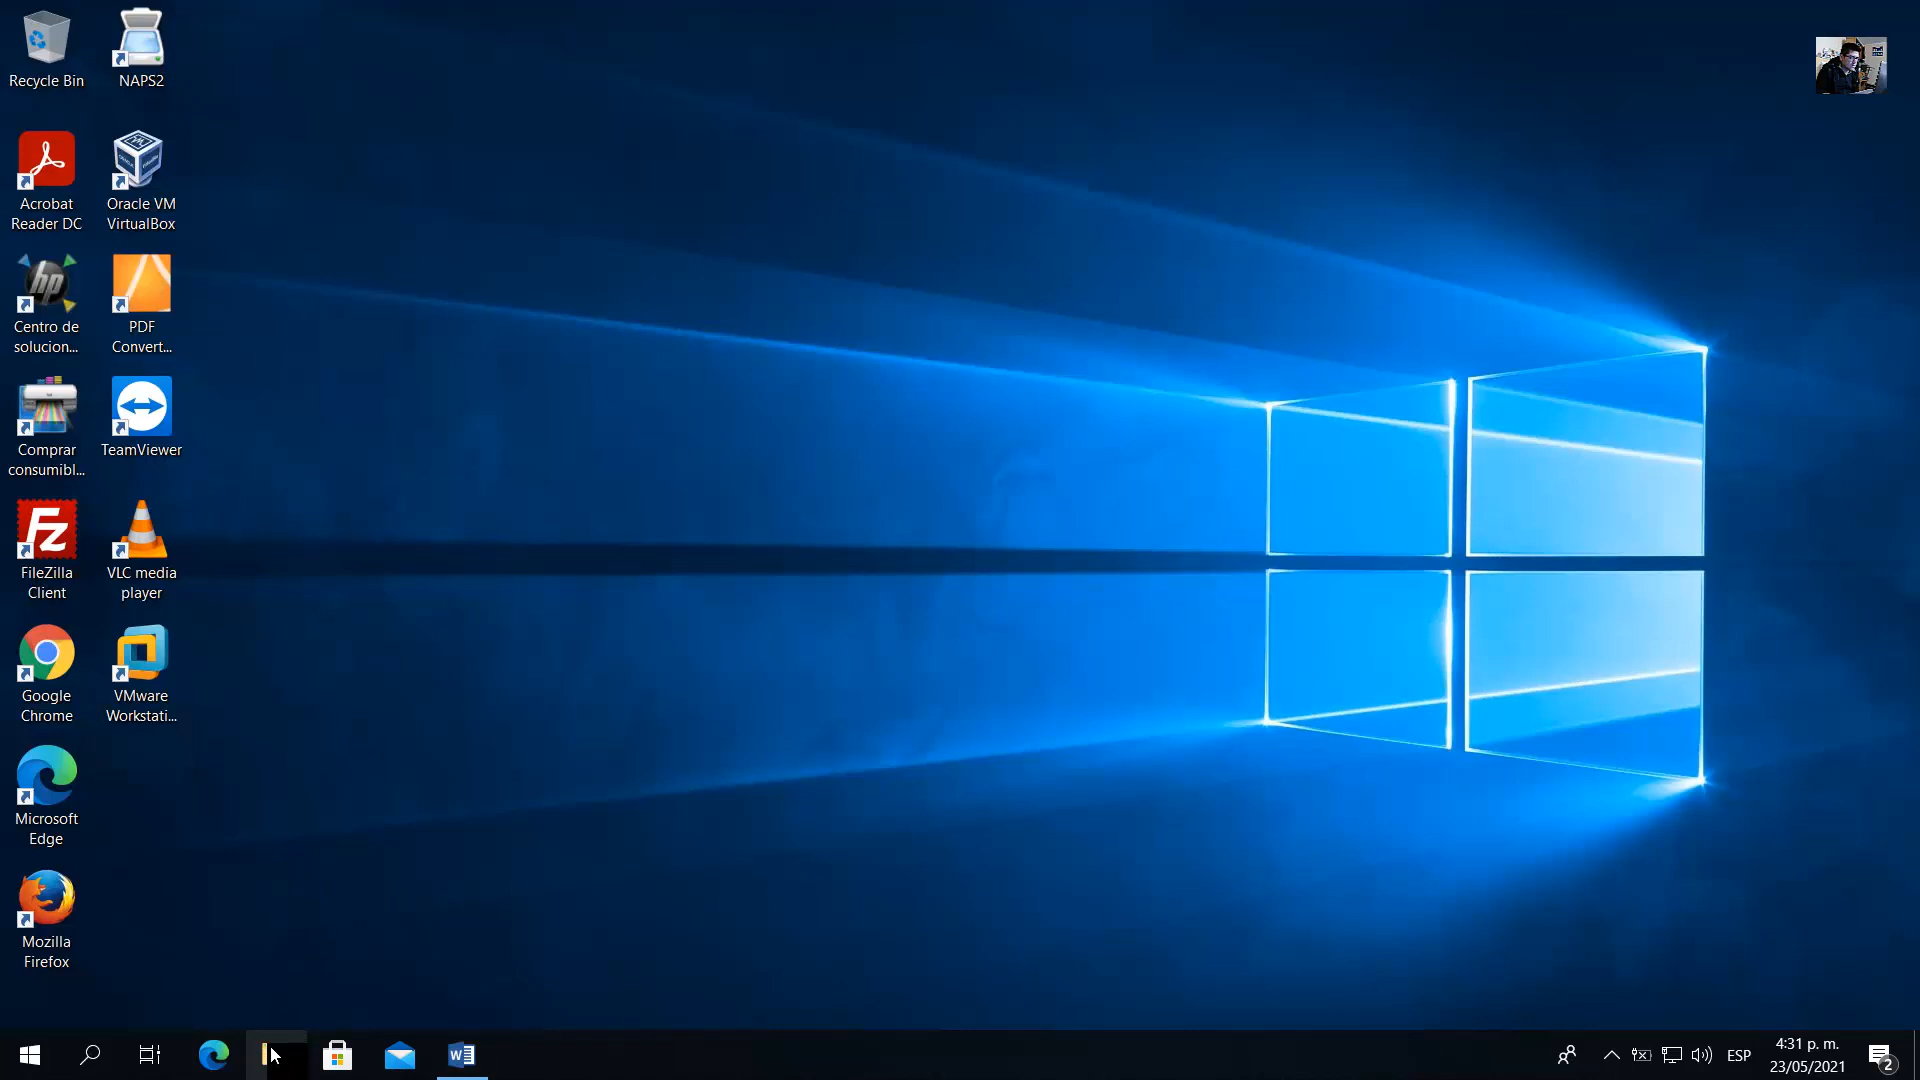 Recycle Bin
NAPS2
Acrobat
Reader DC
Oracle VM
VirtualBox
Centro de
solucion...
PDF
Convert...
Comprar
consumibl...
TeamViewer
FileZilla
Client
VLC media
player
Google
Chrome
VMware
Workstati...
Microsoft
Edge
Mozilla
Firefox
ESP
4:31 p. m.
23/05/2021
2